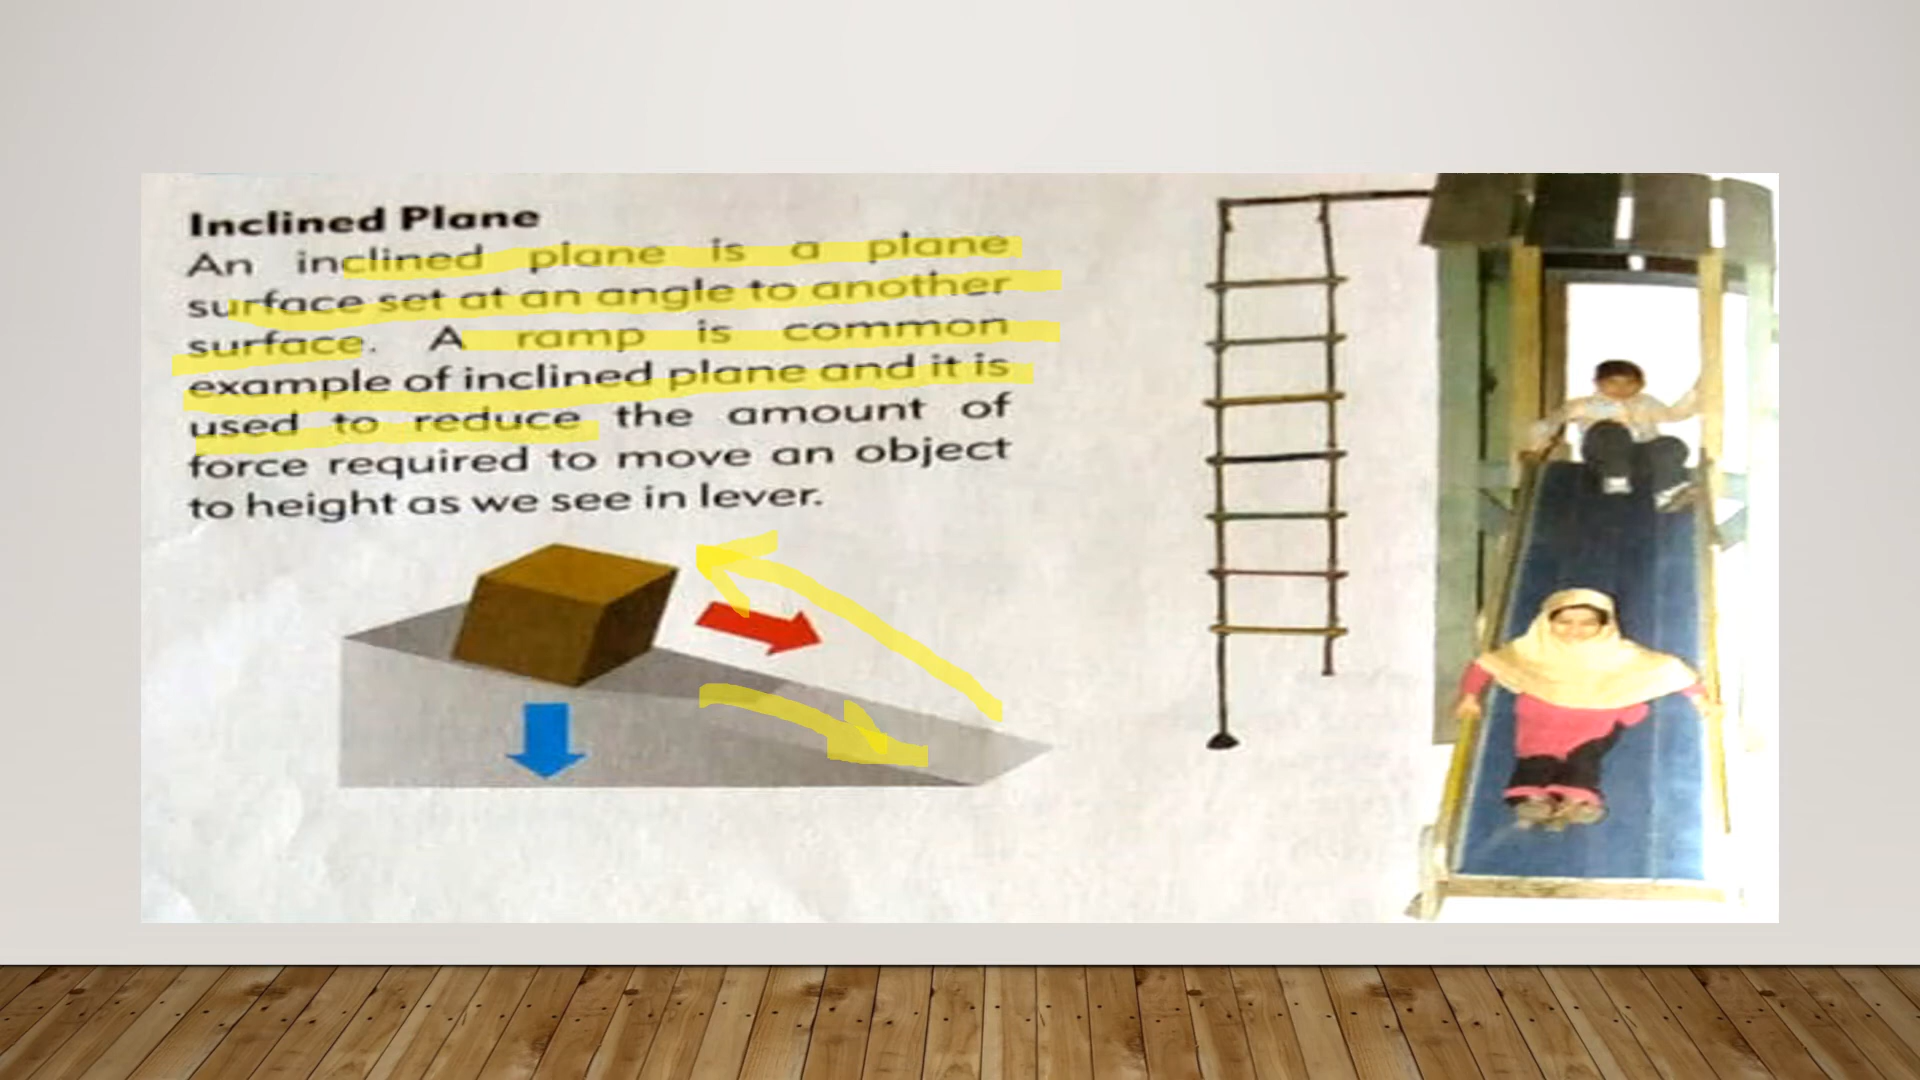 Inclined Plane
An inclined plane is a plane
surface set at an angle to another
surface. A ramp is common
example of inclined plane and it is
used to reduce the amount of
force required to move an object
to height as we see in lever.